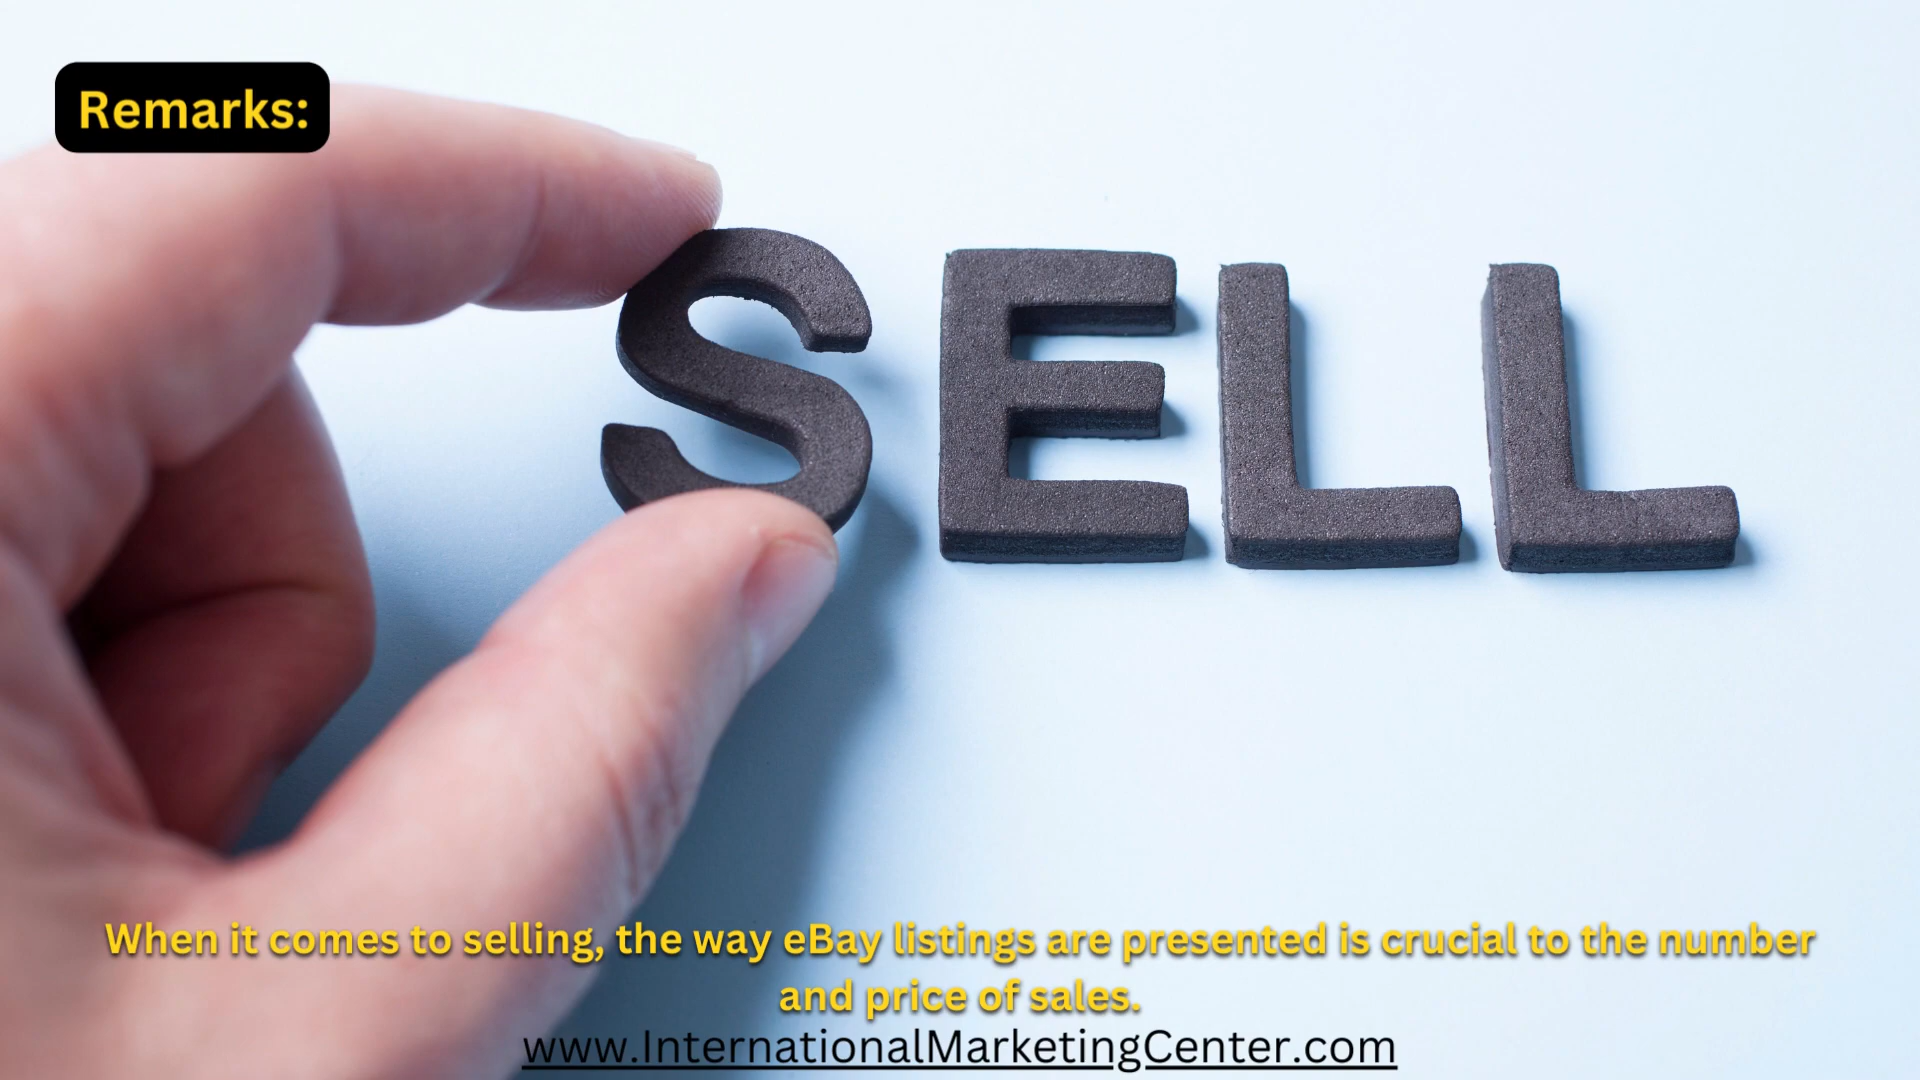 Remarks:
SELL
When it comes to selling, the way eBay listings are presented is crucial to the number
and price of sales.
www.InternationalMarketingCenter.com